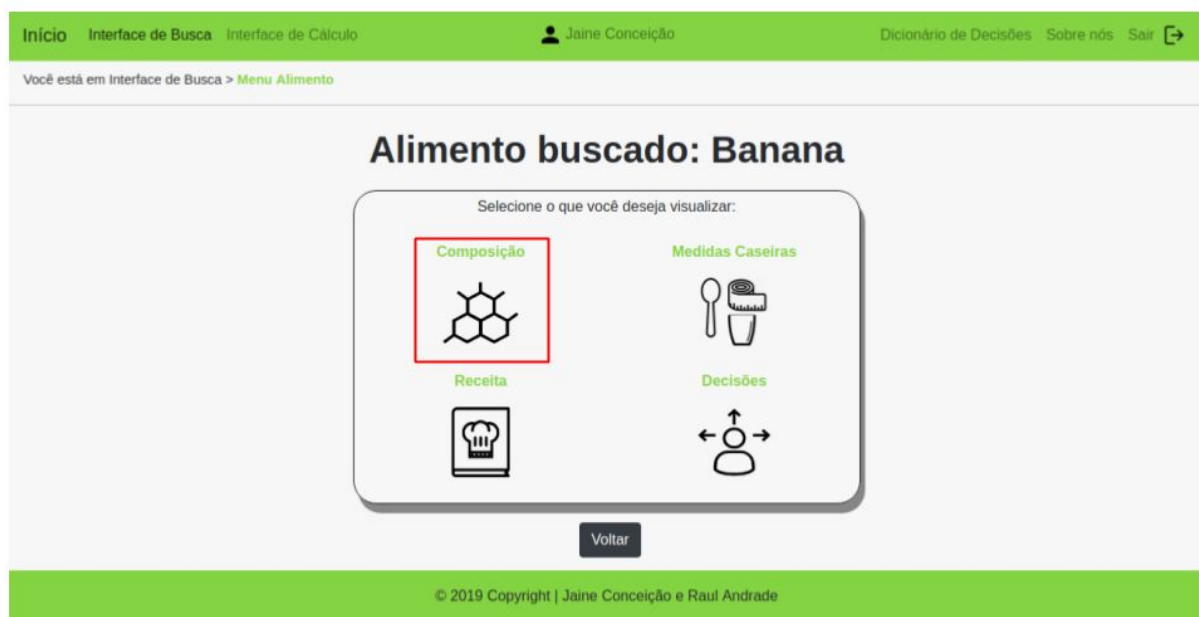 Início Interface de Busca Interface de Cálculo Jaine Conceição Dicionário de Decisões Sobre nós Sair
Você está em Interface de Busca > Menu Alimento
Alimento buscado: Banana
Selecione o que você deseja visualizar:
Composição Medidas Caseiras
Receita Decisões
Voltar
© 2019 Copyright | Jaine Conceição e Raul Andrade